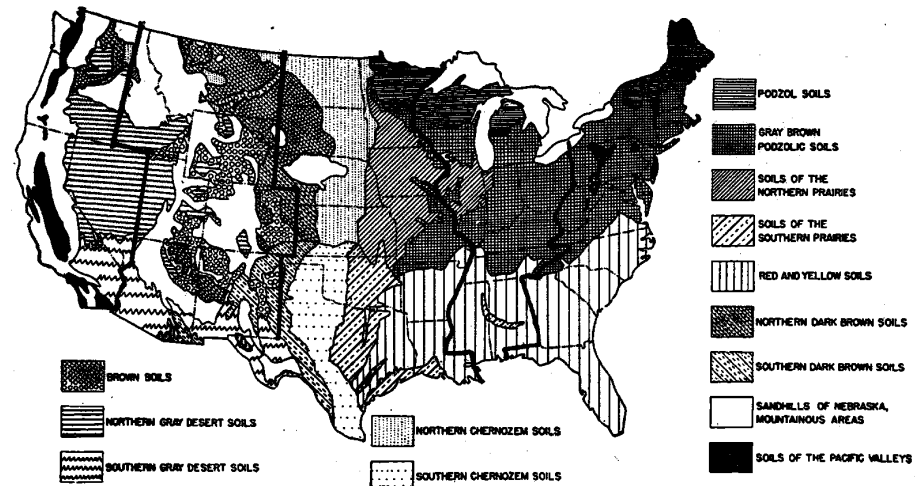 PODZOL SOILS
GRAY BROWN
PODZOLIC SOILS
SOILS OF THE
NORTHERN PRAIRIES
SOILS OF THE
SOUTHERN PRAIRIES
RED AND YELLOW SOILS
NORTHERN DARK BROWN SOILS
SOUTHERN DARK BROWN SOILS
SANDHILLS OF NEBRASKA,
MOUNTAINOUS AREAS
SOILS OF THE PACIFIC VALLEYS
BROWN SOILS
NORTHERN GRAY DESERT SOILS
SOUTHERN GRAY DESERT SOILS
NORTHERN CHERNOZEM SOILS
SOUTHERN CHERNOZEM SOILS